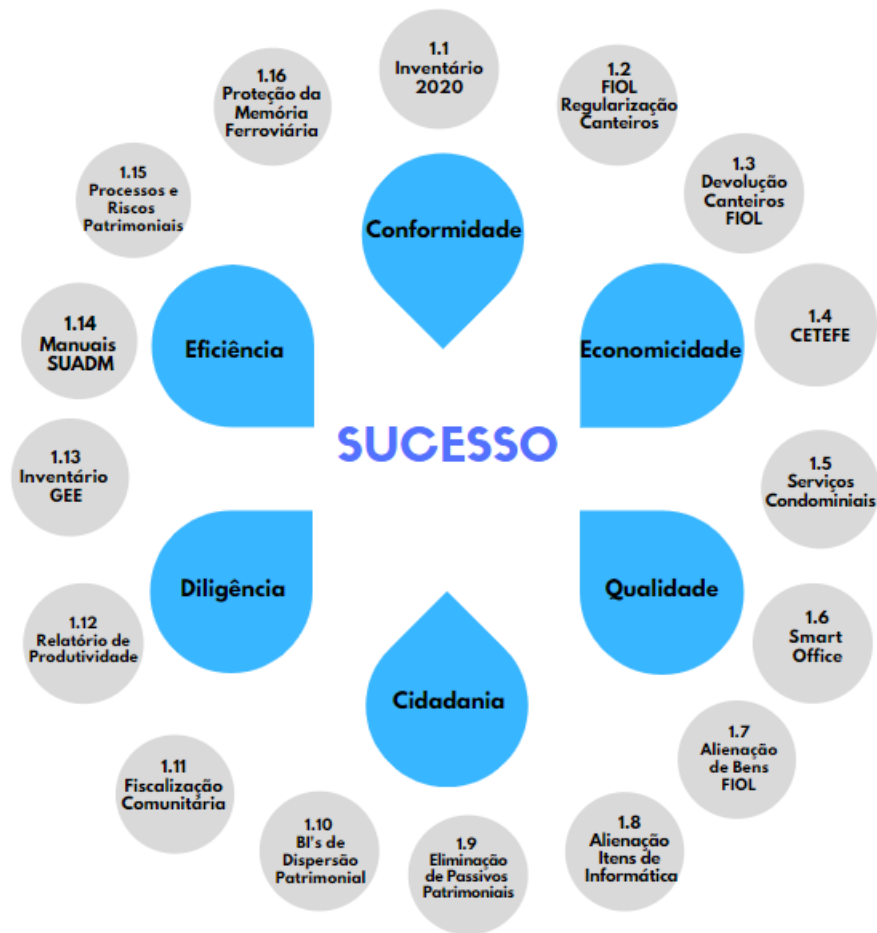 1.1
Inventário
2020
1.2
FIOL
Regularização
Canteiros
1.3
Devolução
Canteiros
FIOL
1.4
CETEFE
1.5
Serviços
Condominiais
1.6
Smart
Office
1.7
Alienação
de Bens
FIOL
1.8
Alienação
Itens de
Informática
1.9
Eliminação
de Passivos
Patrimoniais
1.10
BI's de
Dispersão
Patrimonial
1.11
Fiscalização
Comunitária
1.12
Relatório de
Produtividade
1.13
Inventário
GEE
1.14
Manuais
SUADM
1.15
Processos e
Riscos
Patrimoniais
1.16
Proteção da
Memória
Ferroviária
Conformidade
Economicidade
Qualidade
Cidadania
Diligência
Eficiência
SUCESSO